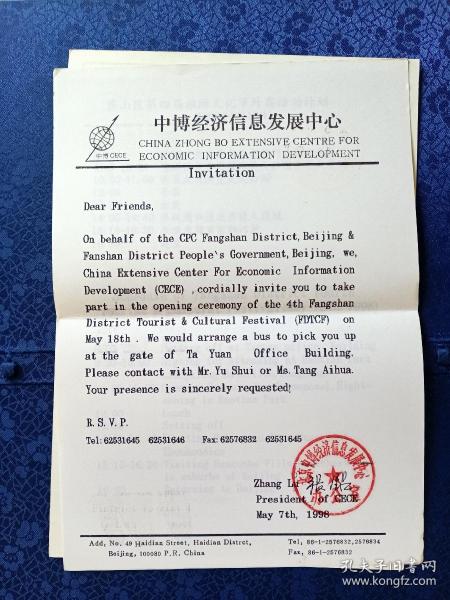 中博经济信息发展中心
中博 CECE
CHINA ZHONG BO EXTENSIVE CENTRE FOR
ECONOMIC INFORMATION DEVELOPMENT
Invitation
Dear Friends,
On behalf of the CPC Fangshan District, Beijing &
Fanshan District People's Government, Beijing, we,
China Extensive Center For Economic Information
Development (CECE) , cordially invite you to take
part in the opening ceremony of the 4th Fangshan
District Tourist & Cultural Festival (FDTCF) on
May 18th . We would arrange a bus to pick you up
at the gate of Ta Yuan Office Building.
Please contact with Mr. Yu Shui or Ms. Tang Aihua.
Your presence is sincerely requested!
R. S. V. P.
Tel: 62531645 62531646 Fax: 62576832 62531645
Zhang Li
President of CECE
May 7th, 1998
办公室
Add, No. 49 Haidian Street, Haidian Distrct,
Beijing, 100080 P.R. China
Tel, 86-1-2576832,2576834
Fax, 86-1-2576832
孔夫子旧书网
www.kongfz.com